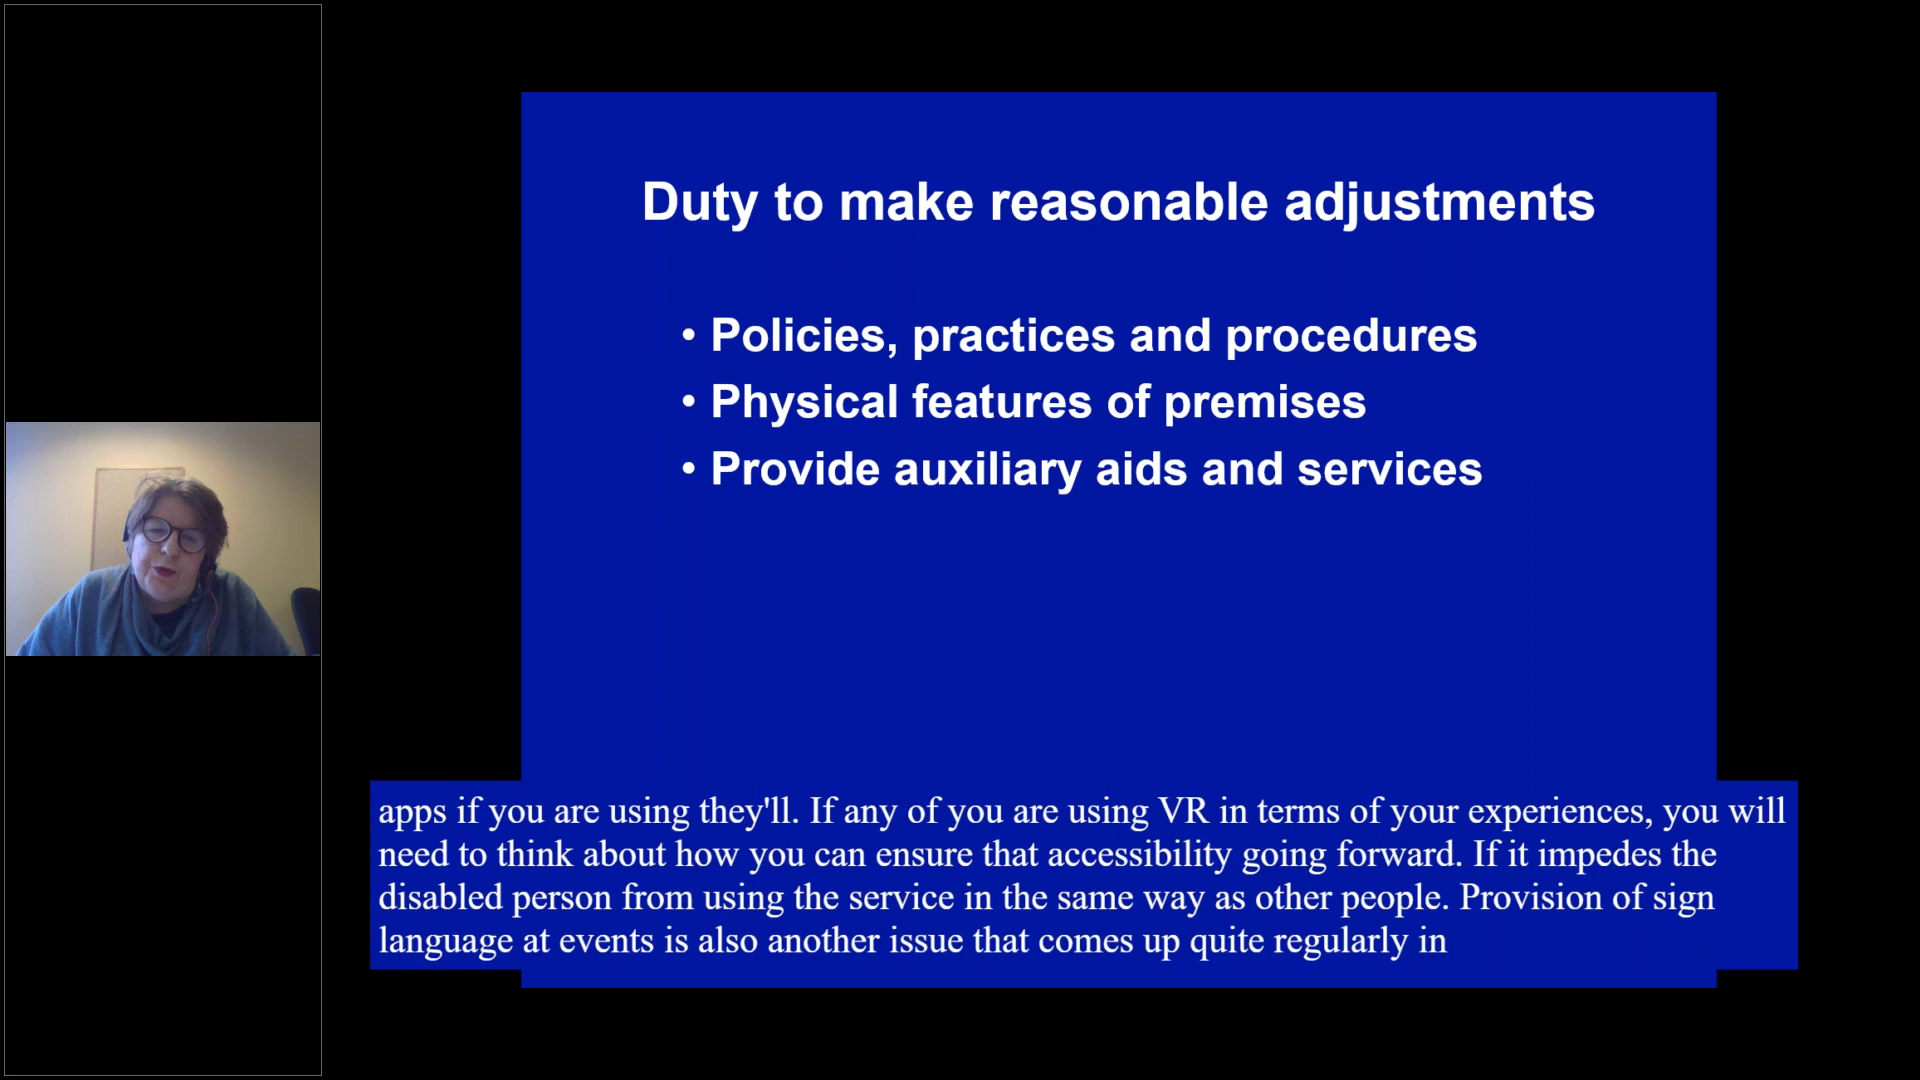 Duty to make reasonable adjustments
• Policies, practices and procedures
• Physical features of premises
• Provide auxiliary aids and services
apps if you are using they'll. If any of you are using VR in terms of your experiences, you will
need to think about how you can ensure that accessibility going forward. If it impedes the
disabled person from using the service in the same way as other people. Provision of sign
language at events is also another issue that comes up quite regularly in